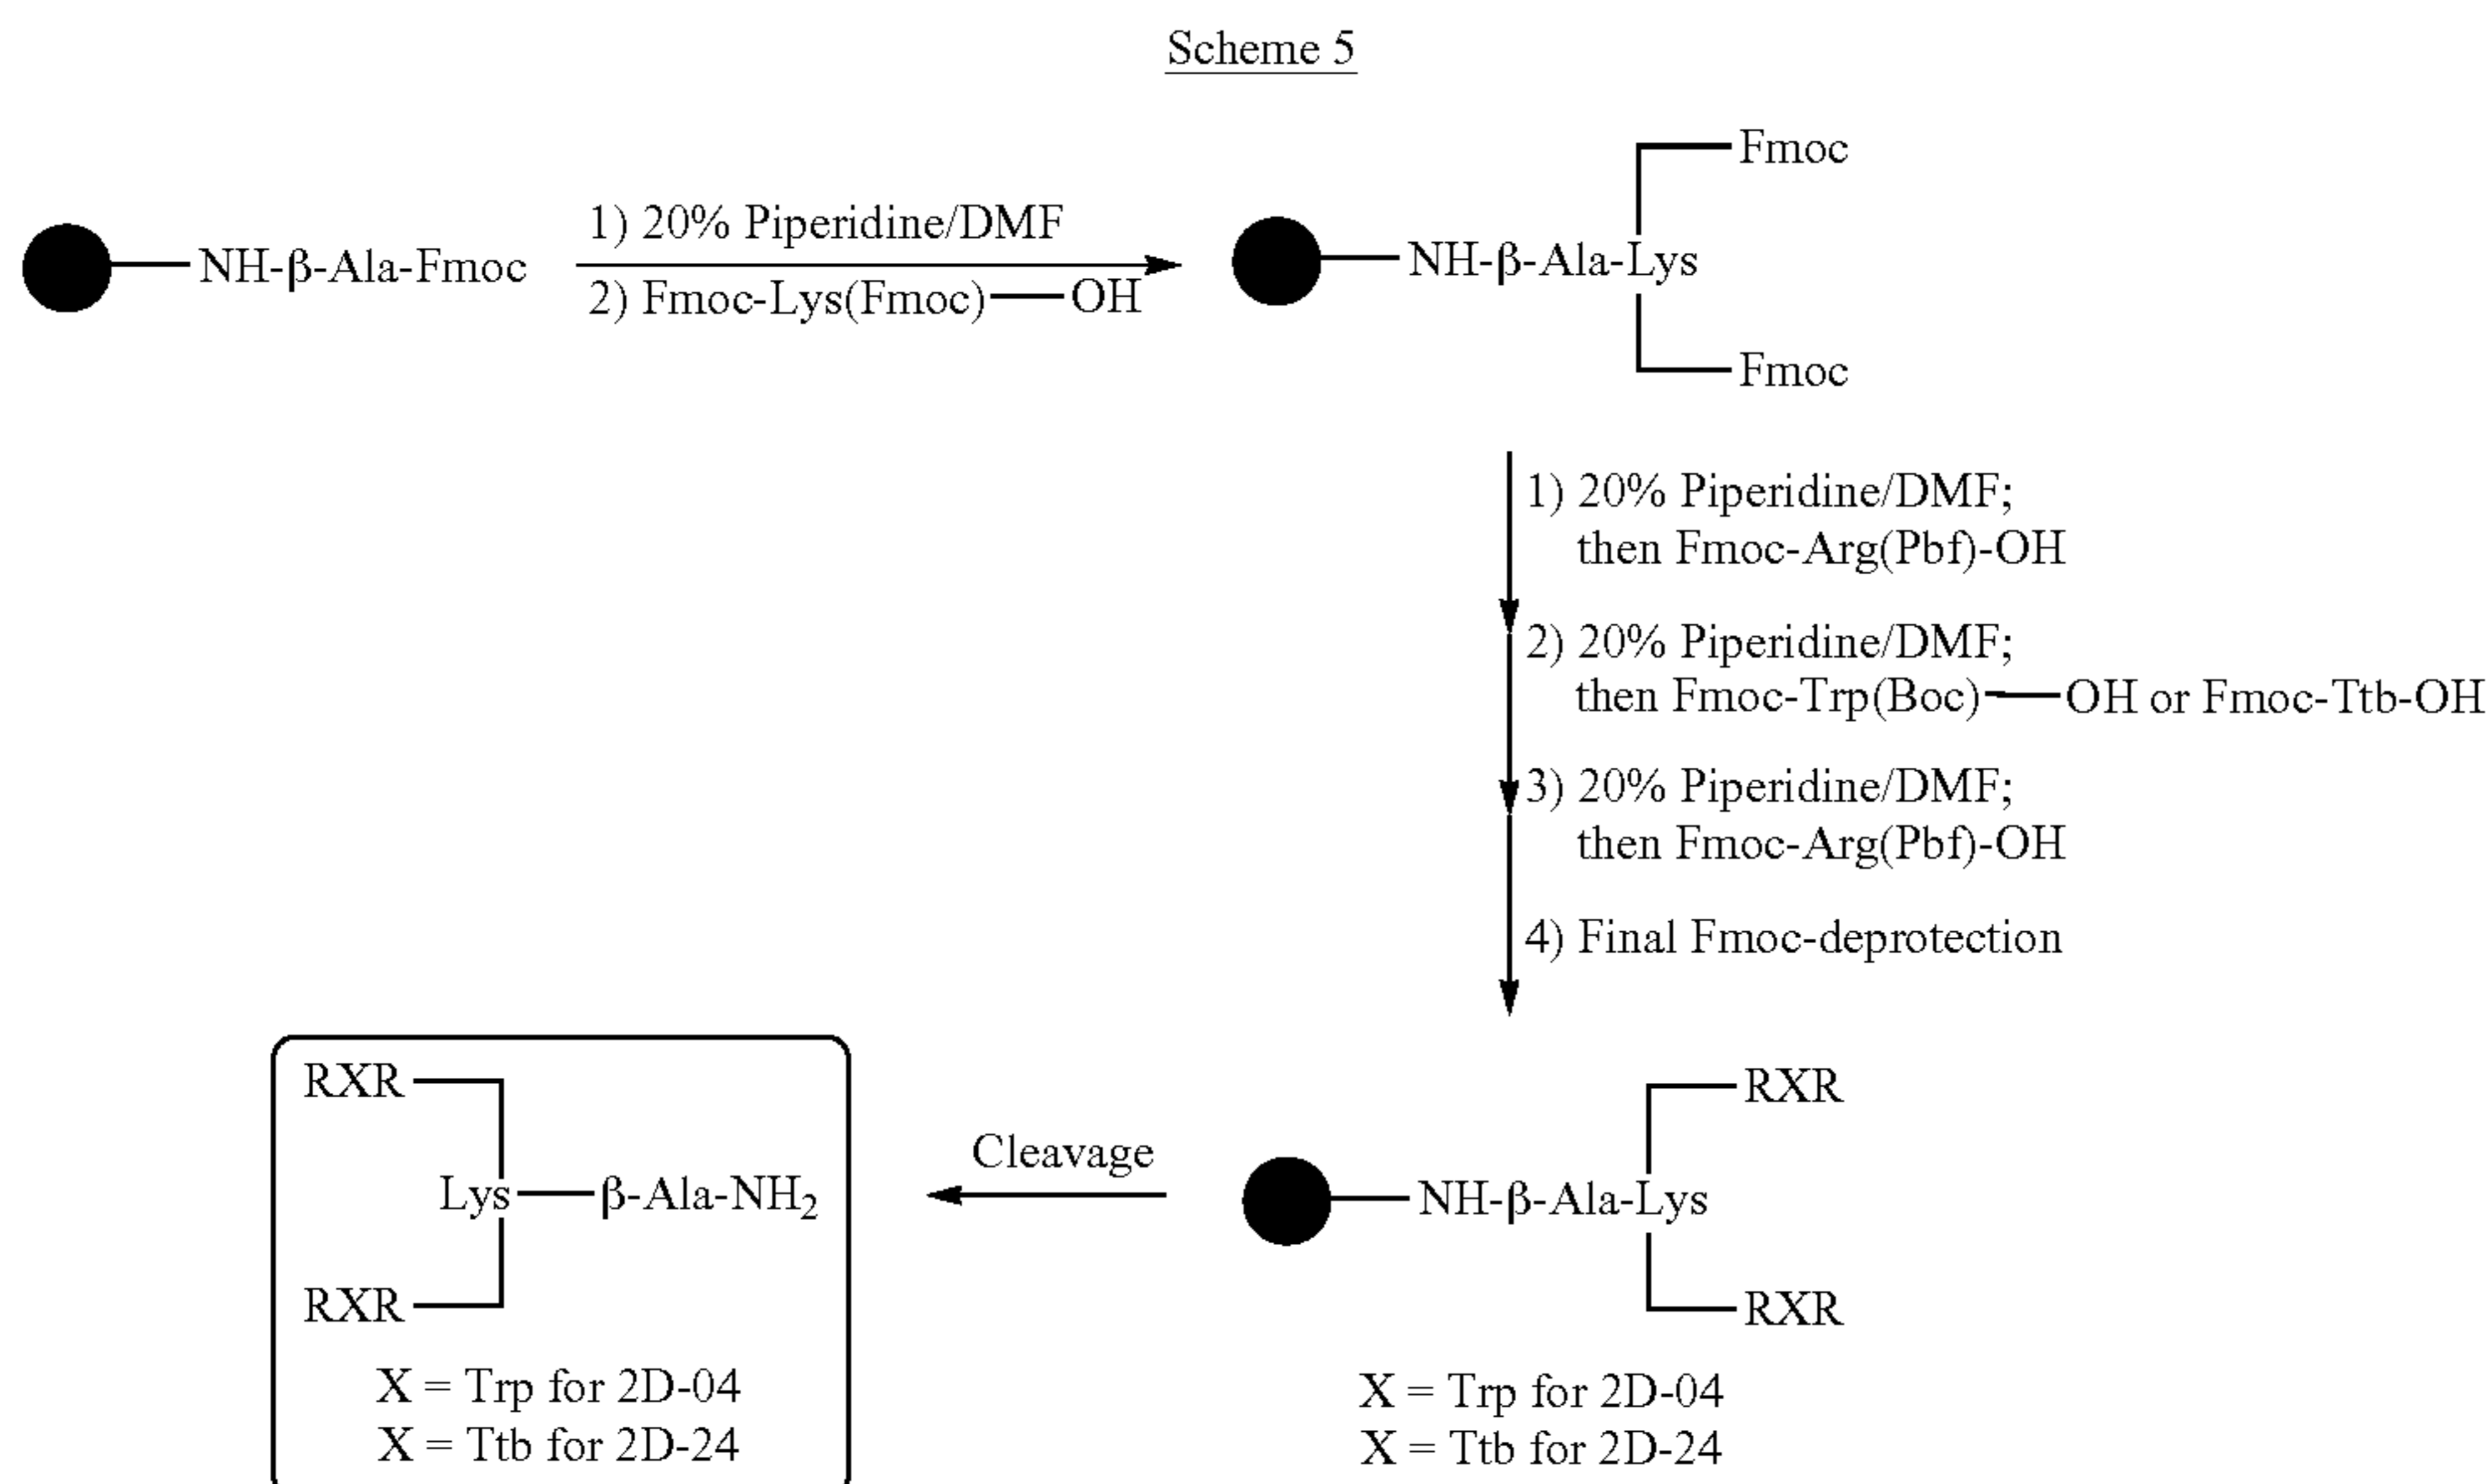 Scheme 5
NH-β-Ala-Fmoc
1) 20% Piperidine/DMF
2) Fmoc-Lys(Fmoc)—OH
Fmoc
NH-β-Ala-Lys
Fmoc
1) 20% Piperidine/DMF;
then Fmoc-Arg(Pbf)-OH
2) 20% Piperidine/DMF;
then Fmoc-Trp(Boc)—OH or Fmoc-Ttb-OH
3) 20% Piperidine/DMF;
then Fmoc-Arg(Pbf)-OH
4) Final Fmoc-deprotection
RXR
NH-β-Ala-Lys
RXR
X = Trp for 2D-04
X = Ttb for 2D-24
Cleavage
RXR
Lys—β-Ala-NH₂
RXR
X = Trp for 2D-04
X = Ttb for 2D-24